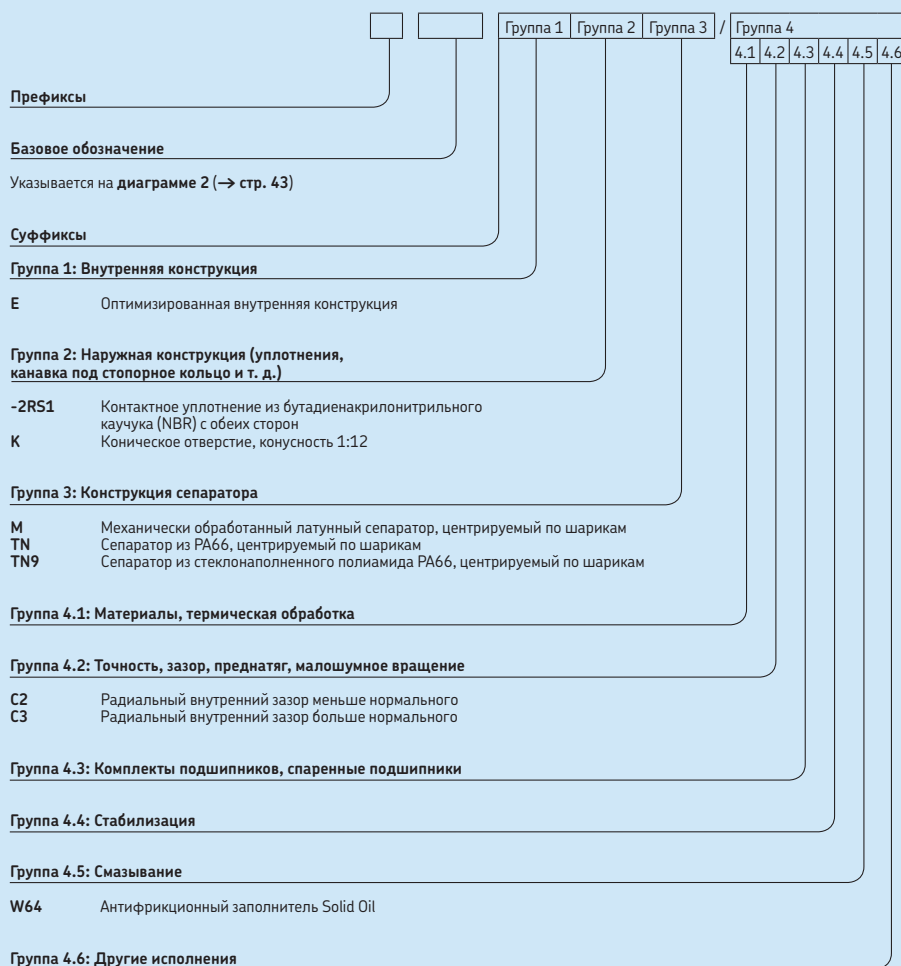 Группа 1 Группа 2 Группа 3 / Группа 4
4.1 4.2 4.3 4.4 4.5 4.6
Префиксы
Базовое обозначение
Указывается на диаграмме 2 (→ стр. 43)
Суффиксы
Группа 1: Внутренняя конструкция
E Оптимизированная внутренняя конструкция
Группа 2: Наружная конструкция (уплотнения,
канавка под стопорное кольцо и т. д.)
-2RS1 Контактное уплотнение из бутадиенакрилонитрильного
каучука (NBR) с обеих сторон
K Коническое отверстие, конусность 1:12
Группа 3: Конструкция сепаратора
M Механически обработанный латунный сепаратор, центрируемый по шарикам
TN Сепаратор из PA66, центрируемый по шарикам
TN9 Сепаратор из стеклонаполненного полиамида PA66, центрируемый по шарикам
Группа 4.1: Материалы, термическая обработка
Группа 4.2: Точность, зазор, преднатяг, малошумное вращение
C2 Радиальный внутренний зазор меньше нормального
C3 Радиальный внутренний зазор больше нормального
Группа 4.3: Комплекты подшипников, спаренные подшипники
Группа 4.4: Стабилизация
Группа 4.5: Смазывание
W64 Антифрикционный заполнитель Solid Oil
Группа 4.6: Другие исполнения